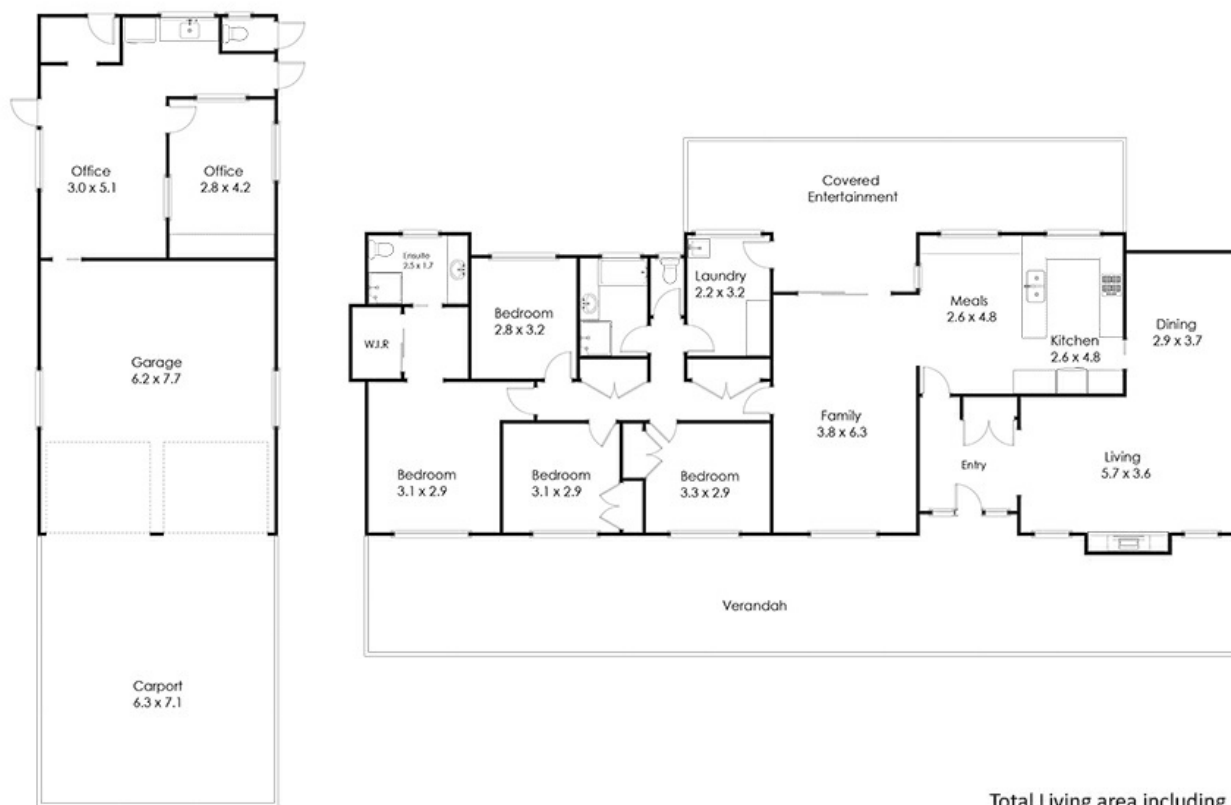 Office
3.0 x 5.1
Office
2.8 x 4.2
Garage
6.2 x 7.7
Carport
6.3 x 7.1
Covered
Entertainment
Ensuite
2.5 x 1.7
W.I.R
Bedroom
2.8 x 3.2
Laundry
2.2 x 3.2
Meals
2.6 x 4.8
Kitchen
2.6 x 4.8
Dining
2.9 x 3.7
Bedroom
3.1 x 2.9
Bedroom
3.1 x 2.9
Bedroom
3.3 x 2.9
Family
3.8 x 6.3
Entry
Living
5.7 x 3.6
Verandah
Total Living area including